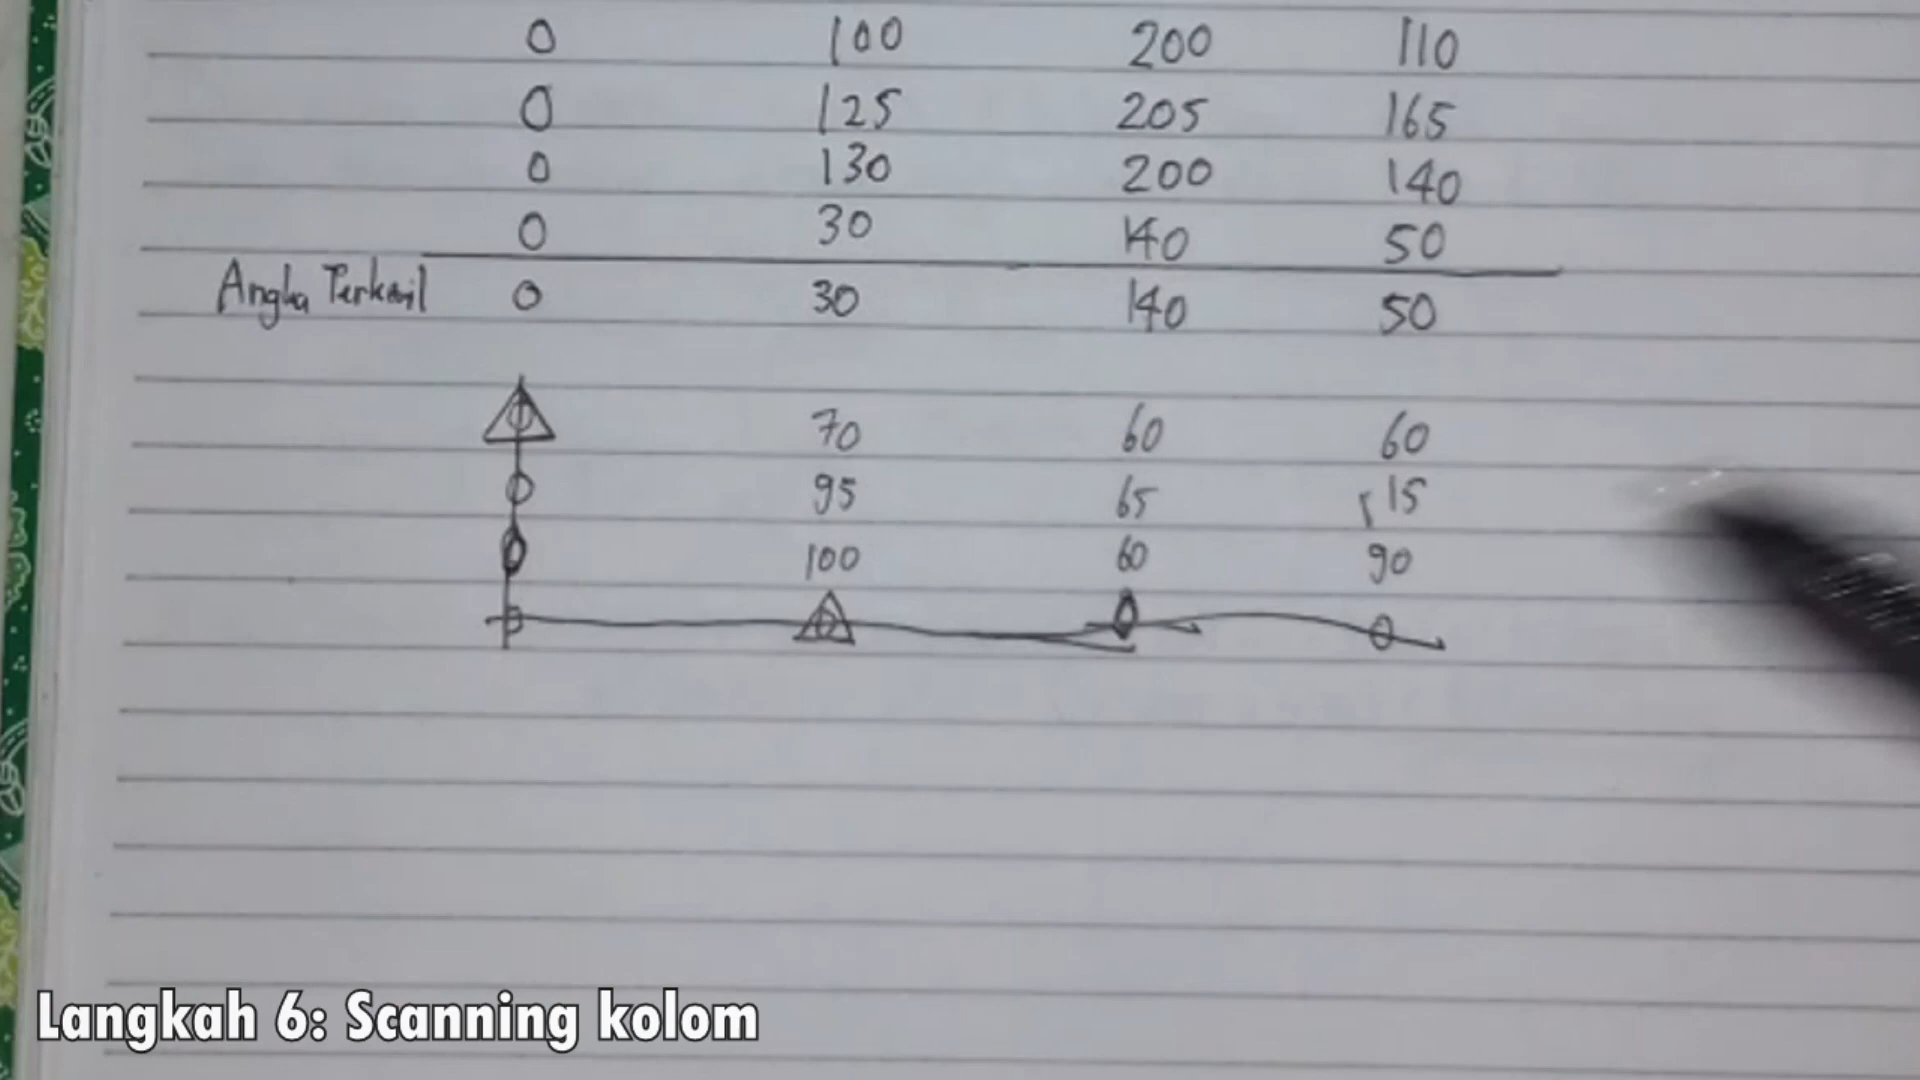 0 100 200 110
0 125 205 165
0 130 200 140
0 30 140 50
Angka Terkecil 0 30 140 50
0 70 60 60
0 95 65 115
0 100 60 90
0 0 0 0
Langkah 6: Scanning kolom